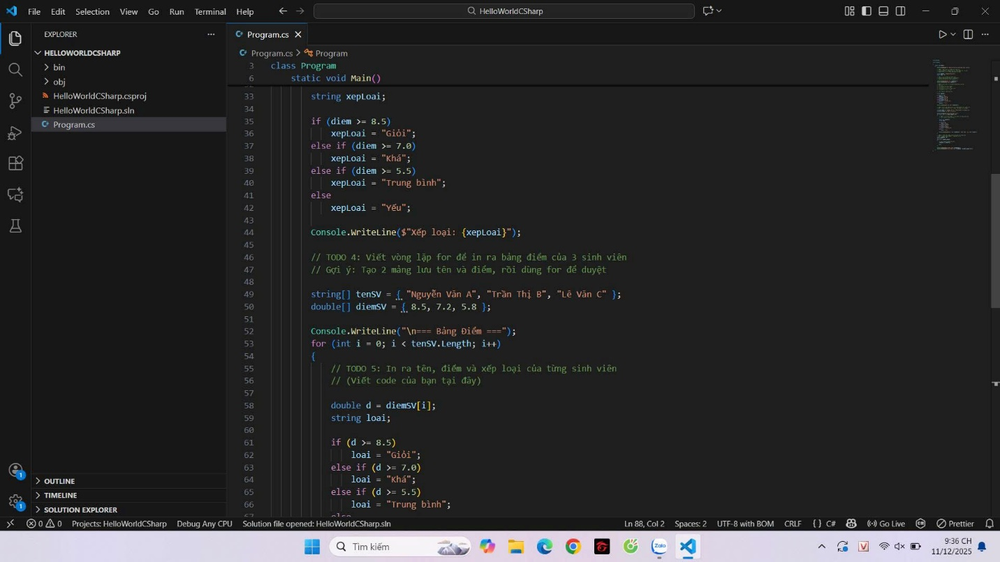 File Edit Selection View Go Run Terminal Help
HelloWorldCSharp
EXPLORER
Program.cs
HELLOWORLDCSHARP
bin
obj
HelloWorldCSharp.csproj
HelloWorldCSharp.sln
Program.cs
OUTLINE
TIMELINE
SOLUTION EXPLORER
1
1
Program.cs > Program
3 class Program
6 static void Main()
33 string xepLoai;
34
35 if (diem >= 8.5)
36 xepLoai = "Giỏi";
37 else if (diem >= 7.0)
38 xepLoai = "Khá";
39 else if (diem >= 5.5)
40 xepLoai = "Trung bình";
41 else
42 xepLoai = "Yếu";
43
44 Console.WriteLine($"Xếp loại: {xepLoai}");
45
46 // TODO 4: Viết vòng lặp for để in ra bảng điểm của 3 sinh viên
47 // Gợi ý: Tạo 2 mảng lưu tên và điểm, rồi dùng for để duyệt
48
49 string[] tenSV = { "Nguyễn Văn A", "Trần Thị B", "Lê Văn C" };
50 double[] diemSV = { 8.5, 7.2, 5.8 };
51
52 Console.WriteLine("\n=== Bảng Điểm ===");
53 for (int i = 0; i < tenSV.Length; i++)
54 {
55 // TODO 5: In ra tên, điểm và xếp loại của từng sinh viên
56 // (Viết code của bạn tại đây)
57
58 double d = diemSV[i];
59 string loai;
60
61 if (d >= 8.5)
62 loai = "Giỏi";
63 else if (d >= 7.0)
64 loai = "Khá";
65 else if (d >= 5.5)
66 loai = "Trung bình";
67 else
0 0 Projects: HelloWorldCSharp Debug Any CPU Solution file opened: HelloWorldCSharp.sln Ln 88, Col 2 Spaces: 2 UTF-8 with BOM CRLF { } C# Go Live Prettier
Tìm kiếm
Zalo
V
9:36 CH
11/12/2025